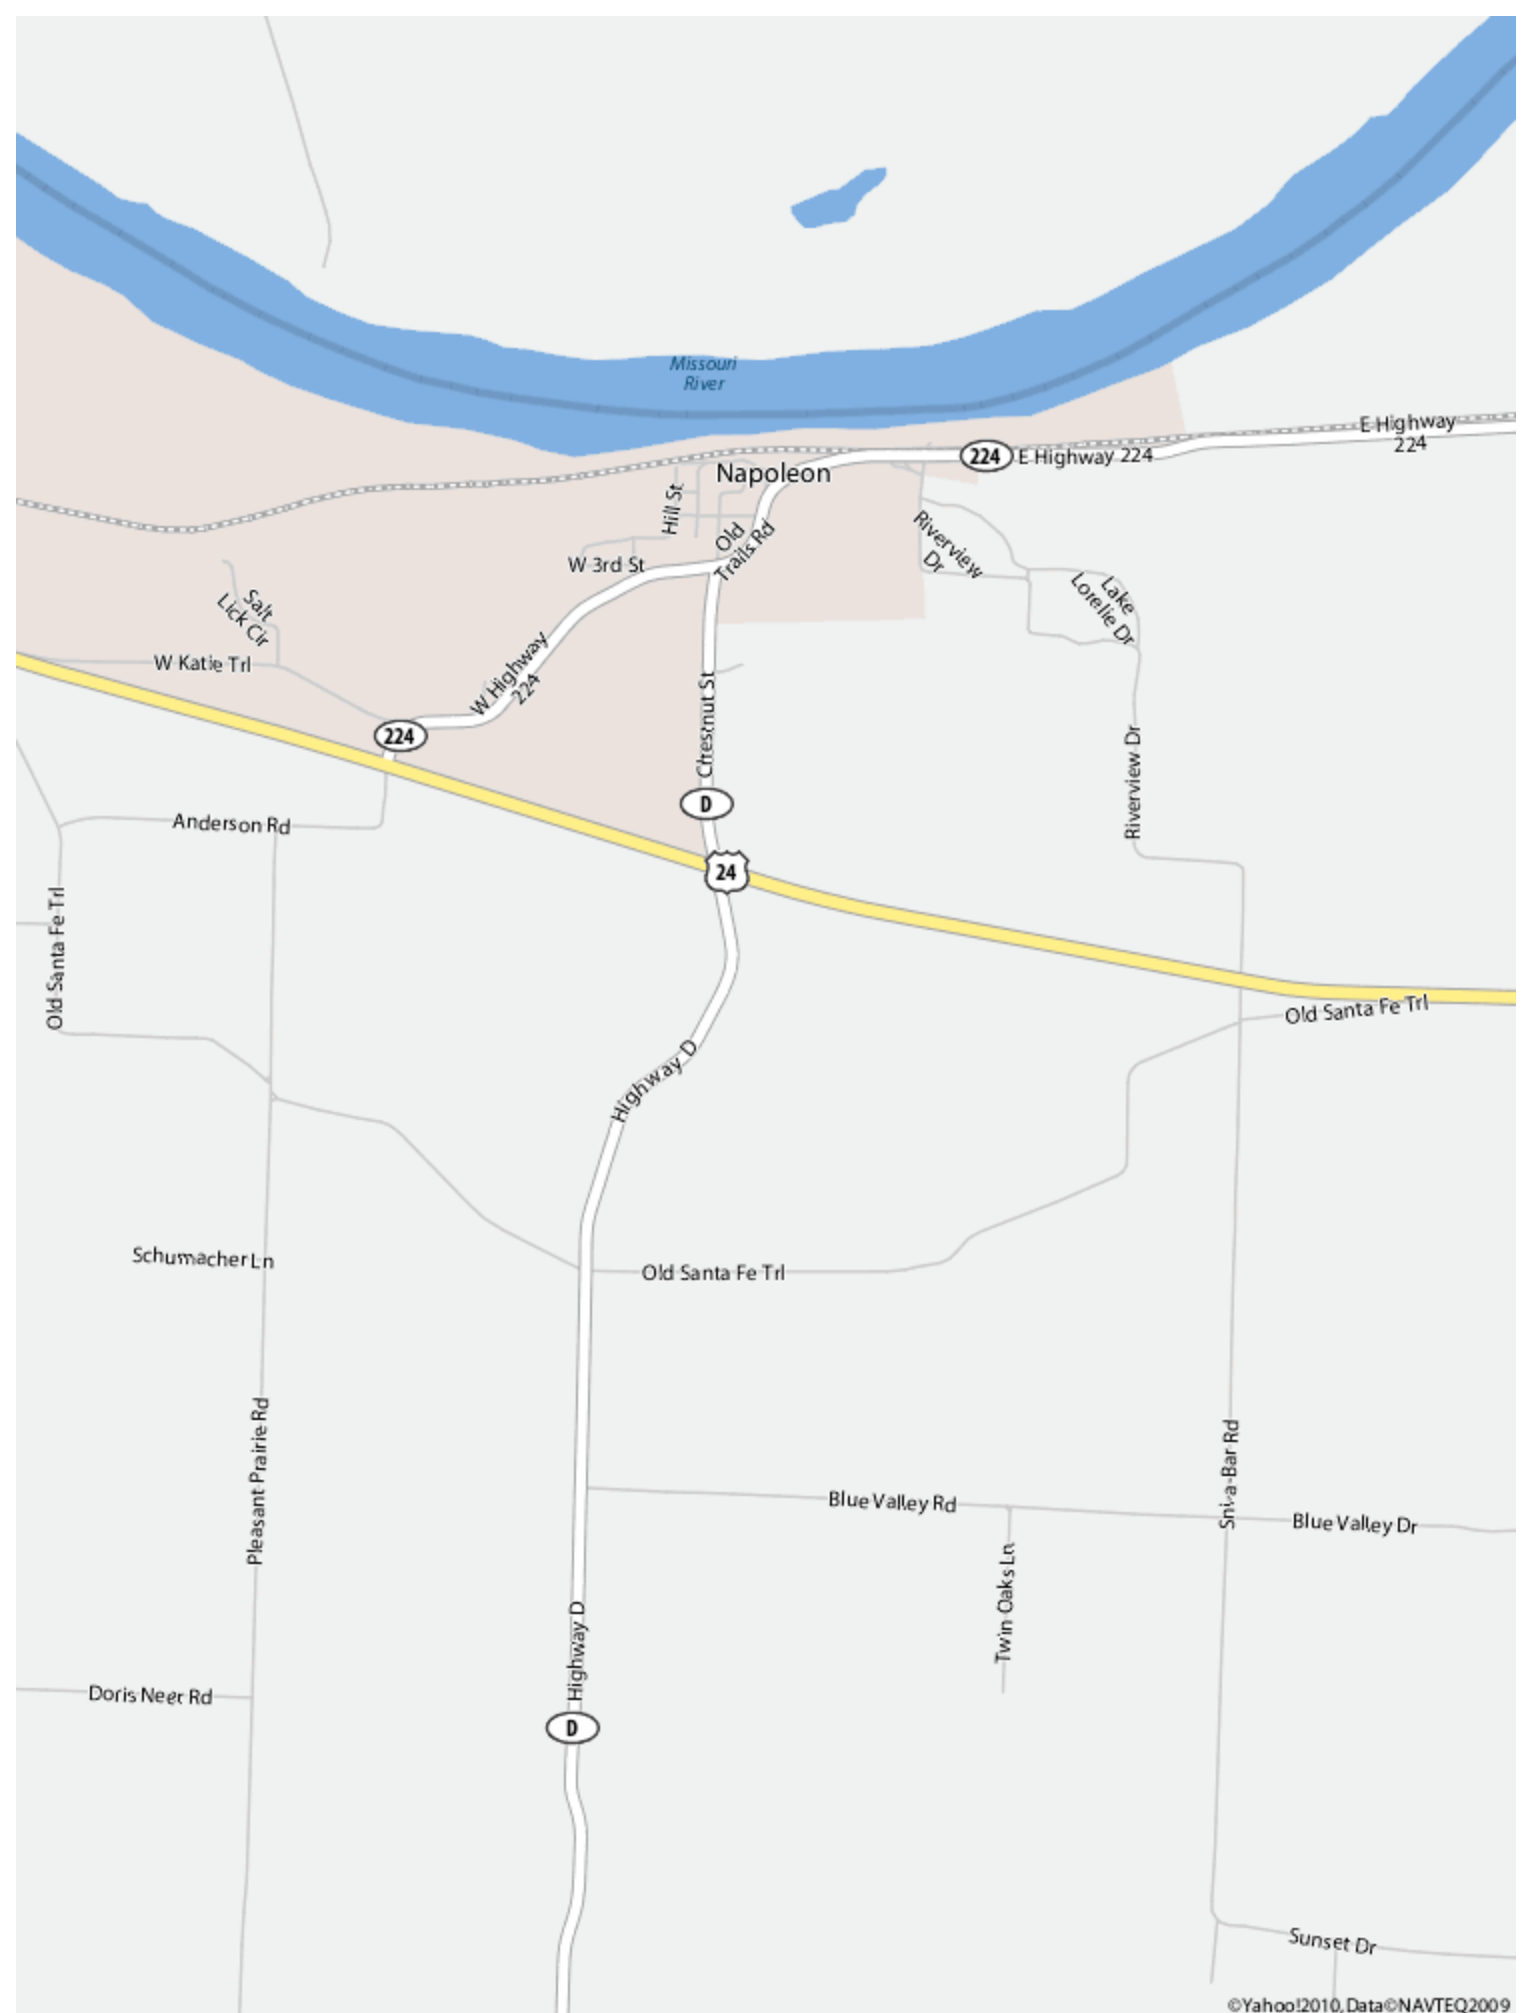 Missouri
River
E Highway
224
224
E Highway 224
Napoleon
Hill St
Old
Trails Rd
Riverview
Dr
W 3rd St
Lake
Lorelie Dr
Salt
Lick Cir
W Katie Trl
W Highway
224
224
Chestnut St
Riverview Dr
D
Anderson Rd
24
Old Santa Fe Trl
Old Santa Fe Trl
Highway D
Schumacher Ln
Old Santa Fe Trl
Pleasant Prairie Rd
Sni-a-Bar Rd
Blue Valley Rd
Blue Valley Dr
Twin Oaks Ln
Highway D
Doris Neer Rd
D
Sunset Dr
©Yahoo!2010, Data©NAVTEQ2009